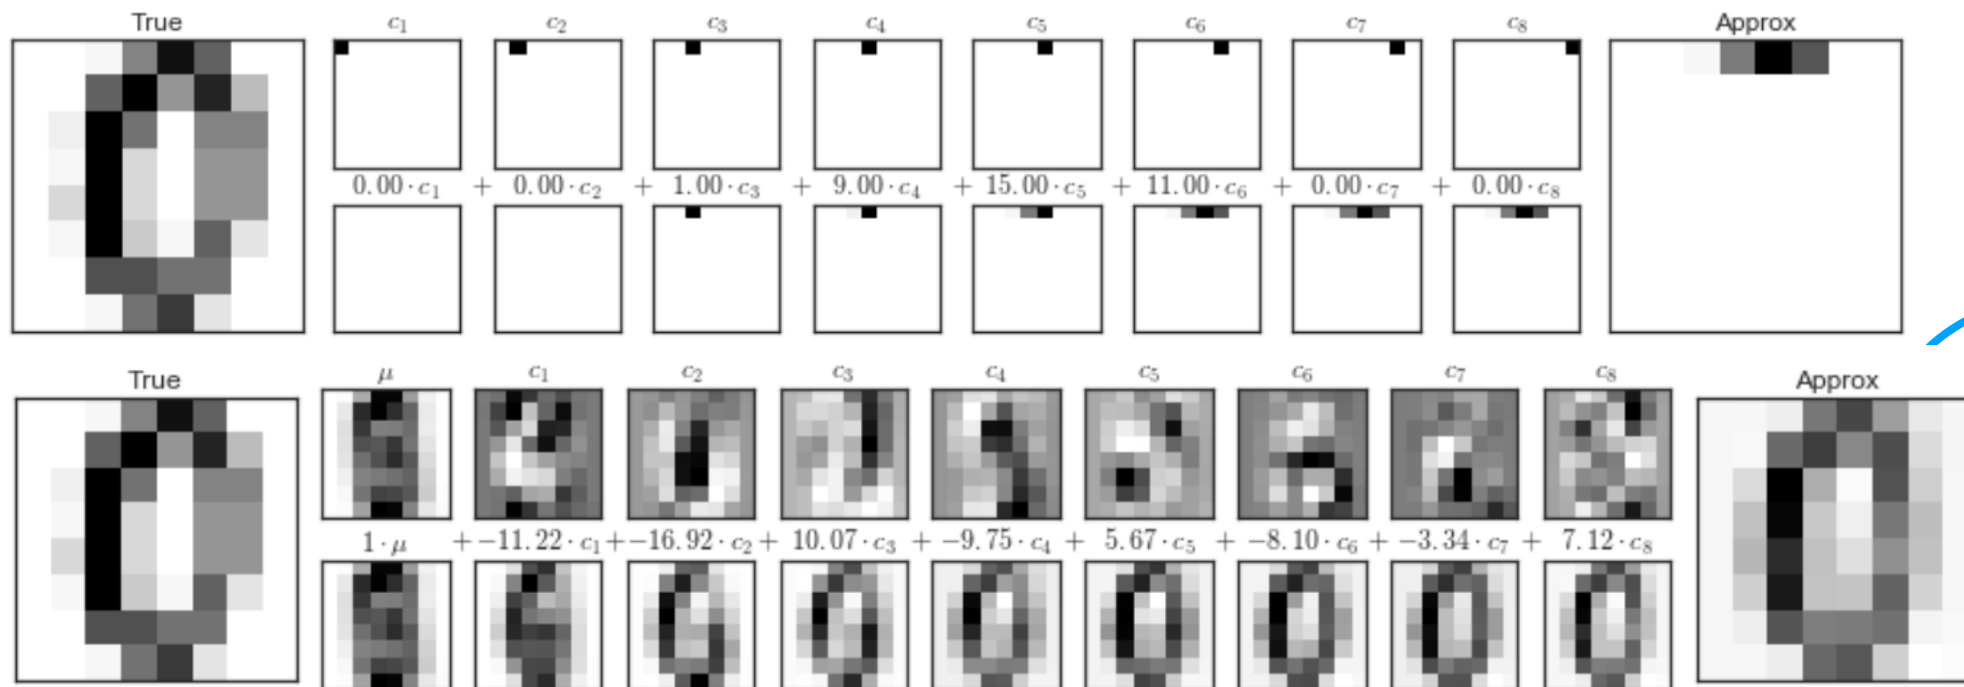 True c₁ c₂ c₃ c₄ c₅ c₆ c₇ c₈ Approx
0.00 · c₁ + 0.00 · c₂ + 1.00 · c₃ + 9.00 · c₄ + 15.00 · c₅ + 11.00 · c₆ + 0.00 · c₇ + 0.00 · c₈
True μ c₁ c₂ c₃ c₄ c₅ c₆ c₇ c₈ Approx
1 · μ + −11.22 · c₁ + −16.92 · c₂ + 10.07 · c₃ + −9.75 · c₄ + 5.67 · c₅ + −8.10 · c₆ + −3.34 · c₇ + 7.12 · c₈